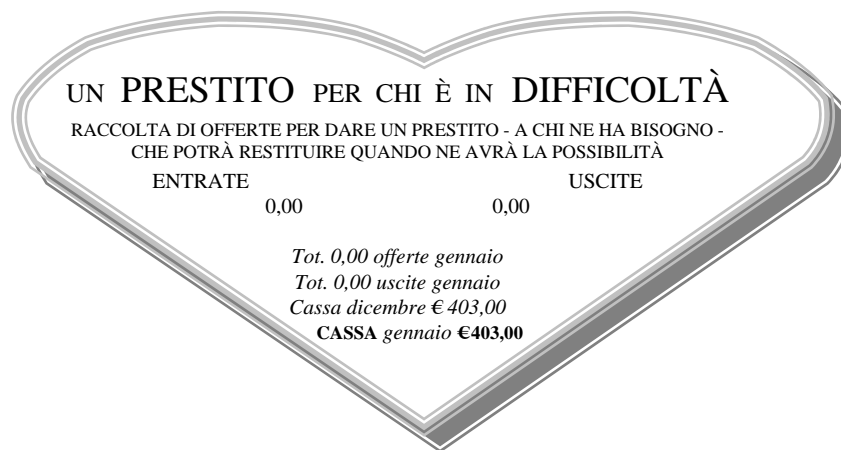 UN PRESTITO PER CHI È IN DIFFICOLTÀ
RACCOLTA DI OFFERTE PER DARE UN PRESTITO - A CHI NE HA BISOGNO -
CHE POTRÀ RESTITUIRE QUANDO NE AVRÀ LA POSSIBILITÀ
ENTRATE USCITE
0,00 0,00
Tot. 0,00 offerte gennaio
Tot. 0,00 uscite gennaio
Cassa dicembre € 403,00
CASSA gennaio €403,00